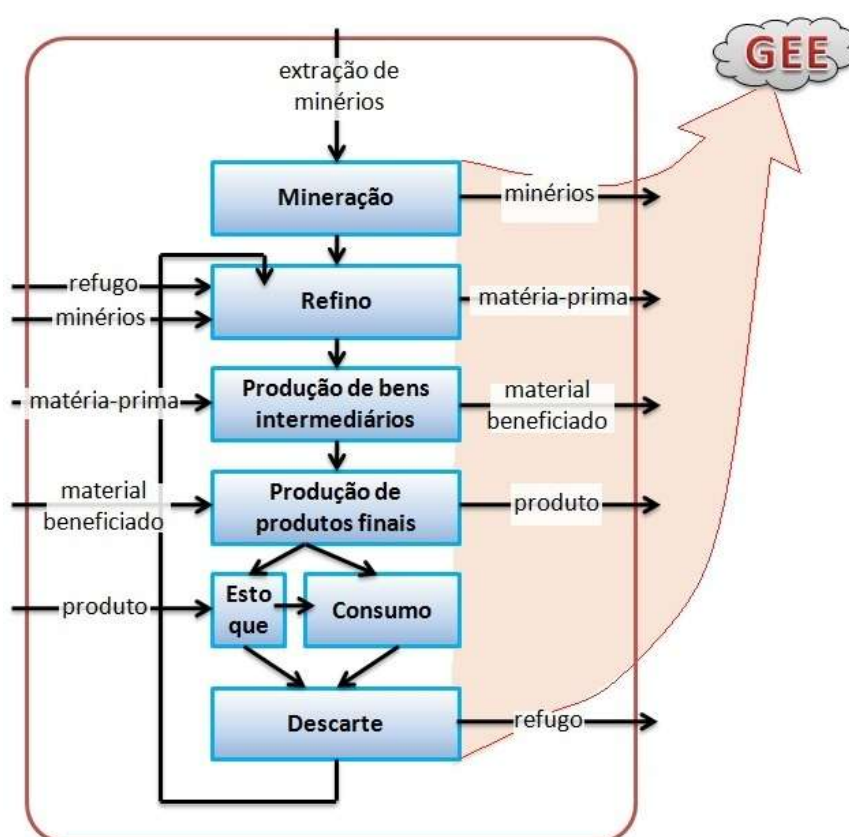 GEE
extração de
minérios
Mineração
minérios
refugo
minérios
Refino
matéria-prima
matéria-prima
Produção de bens
intermediários
material
beneficiado
material
beneficiado
Produção de
produtos finais
produto
produto
Esto
que
Consumo
Descarte
refugo